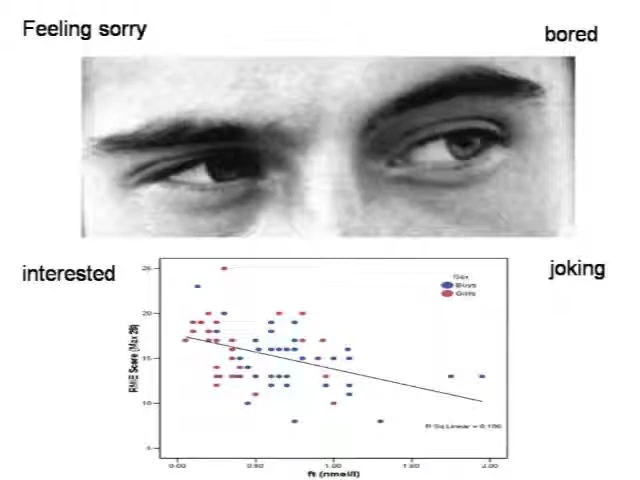 Feeling sorry
bored
interested
joking
25
Sex
Boys
Girls
20
RME Score (Max 28)
15
10
R Sq Linear = 0.106
5
0.00
0.50
1.00
1.50
2.00
ft (nmol/l)